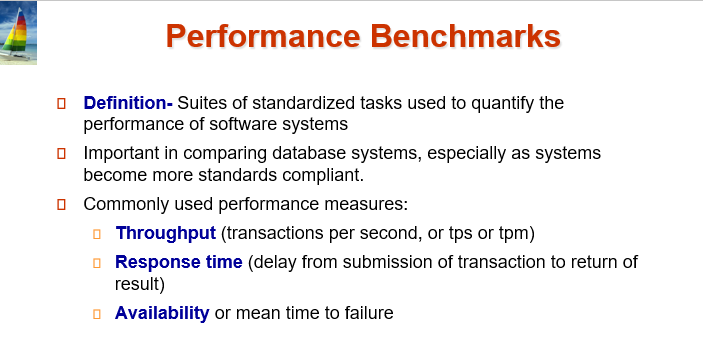 Performance Benchmarks
Definition- Suites of standardized tasks used to quantify the
performance of software systems
Important in comparing database systems, especially as systems
become more standards compliant.
Commonly used performance measures:
Throughput (transactions per second, or tps or tpm)
Response time (delay from submission of transaction to return of
result)
Availability or mean time to failure